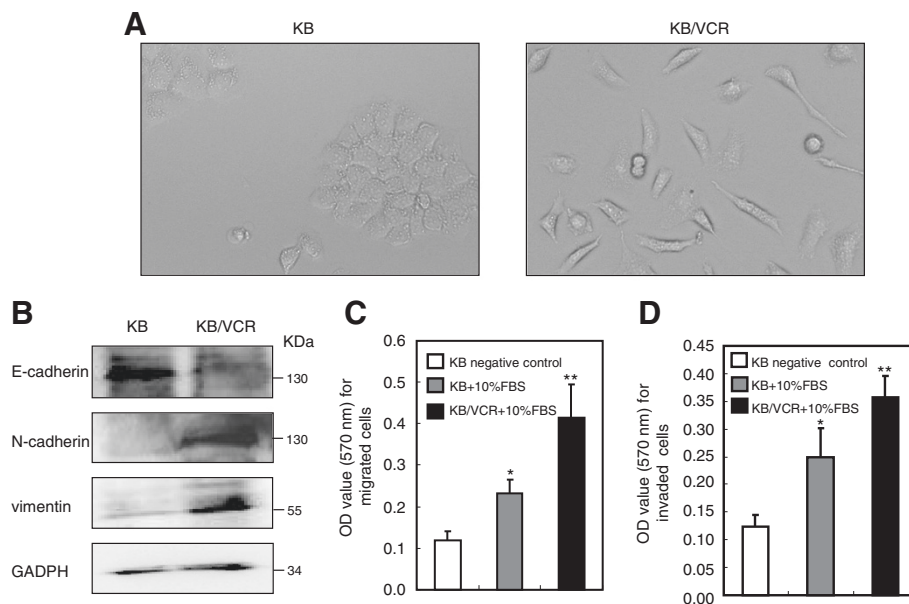 A
KB
KB/VCR
B
KB
KB/VCR
KDa
E-cadherin
130
N-cadherin
130
vimentin
55
GADPH
34
C
OD value (570 nm) for
migrated cells
0.6
0.5
0.4
0.3
0.2
0.1
0.0
KB negative control
KB+10%FBS
KB/VCR+10%FBS
*
**
D
OD value (570 nm) for
invaded cells
0.45
0.40
0.35
0.30
0.25
0.20
0.15
0.10
0.05
0.00
KB negative control
KB+10%FBS
KB/VCR+10%FBS
*
**